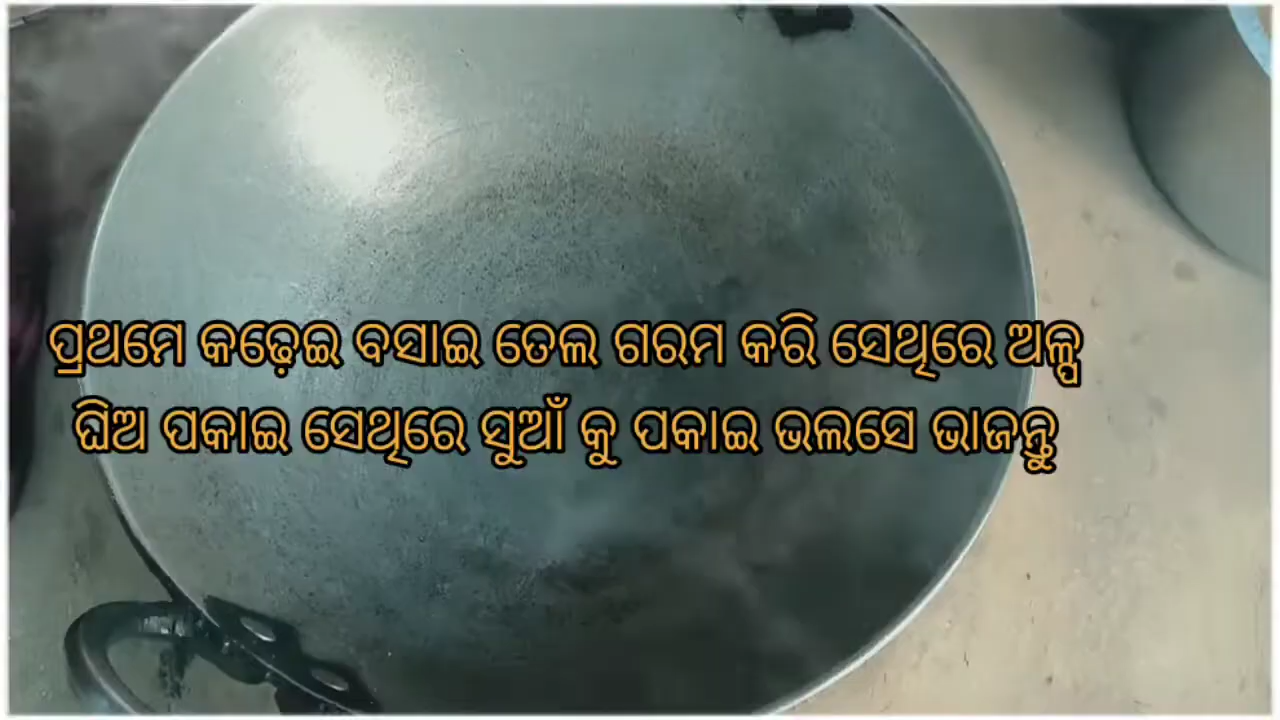 ପ୍ରଥମେ କଢ଼େଇ ବସାଇ ତେଲ ଗରମ କରି ସେଥିରେ ଅଳ୍ପ
ଘିଅ ପକାଇ ସେଥିରେ ସୁଆଁ କୁ ପକାଇ ଭଲସେ ଭାଜନ୍ତୁ